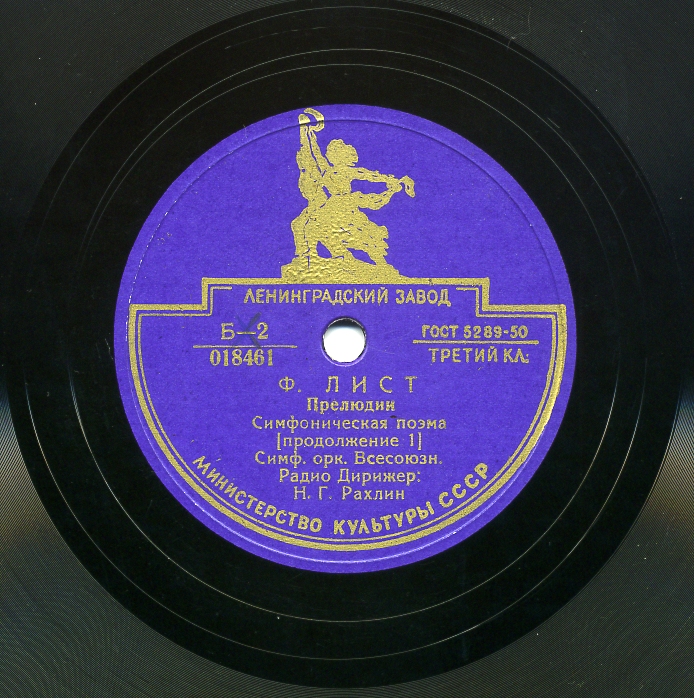 ЛЕНИНГРАДСКИЙ ЗАВОД
Б—2
018461
ГОСТ 5289-50
ТРЕТИЙ КЛ:
Ф. ЛИСТ
Прелюдии
Симфоническая поэма
[продолжение 1]
Симф. орк. Всесоюзн.
Радио Дирижер:
Н. Г. Рахлин
МИНИСТЕРСТВО КУЛЬТУРЫ СССР